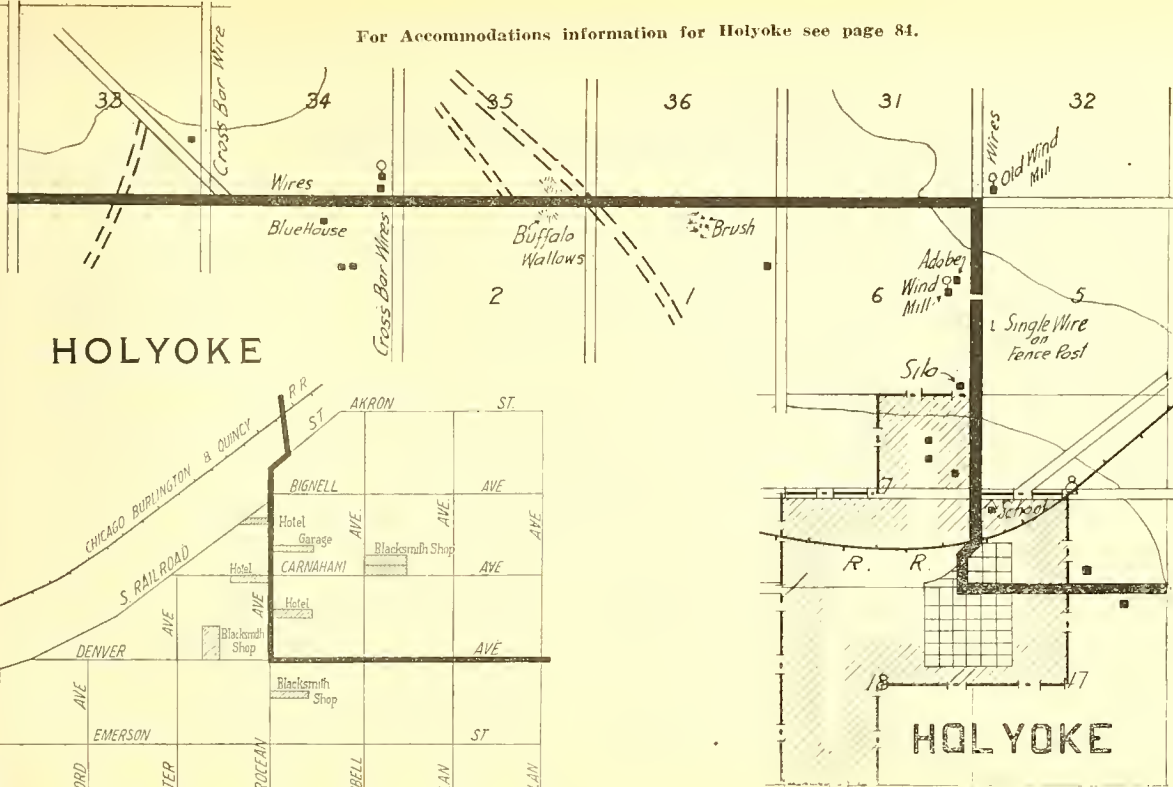 For Accommodations information for Holyoke see page 84.
33
Cross Bar Wire
34
35
36
31
32
Wires
Old Wind
Mill
Wires
Blue House
Cross Bar Wires
Buffalo
Wallows
Brush
Adobe
Wind
Mill
2
1
6
5
Single Wire
on
Fence Post
Silo
7
School
R. R.
18
17
HOLYOKE
HOLYOKE
CHICAGO BURLINGTON & QUINCY RR
ST
AKRON ST.
BIGNELL AVE
AVE.
AVE.
AVE
Hotel
Garage
Blacksmith Shop
S. RAILROAD
Hotel
CARNAHAN AVE
Hotel
AVE
AVE
Blacksmith
Shop
DENVER AVE
Blacksmith
Shop
AVE
EMERSON ST